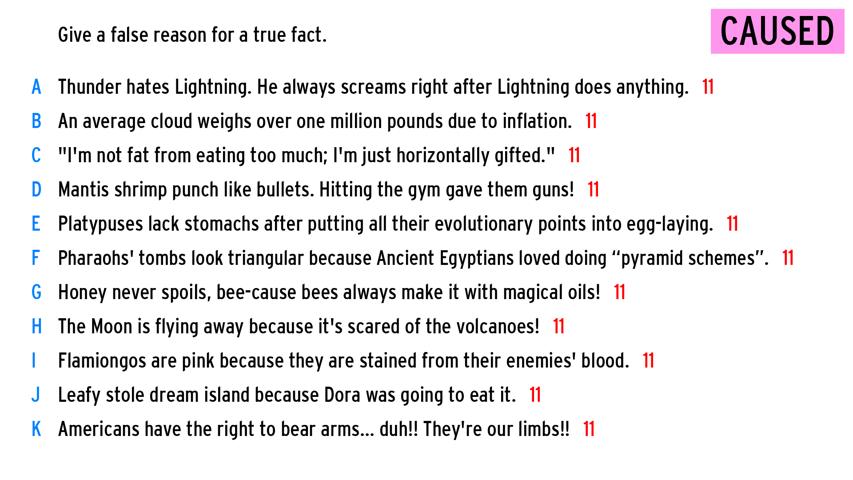 Give a false reason for a true fact.
CAUSED
A Thunder hates Lightning. He always screams right after Lightning does anything. 11
B An average cloud weighs over one million pounds due to inflation. 11
C "I'm not fat from eating too much; I'm just horizontally gifted." 11
D Mantis shrimp punch like bullets. Hitting the gym gave them guns! 11
E Platypuses lack stomachs after putting all their evolutionary points into egg-laying. 11
F Pharaohs' tombs look triangular because Ancient Egyptians loved doing “pyramid schemes”. 11
G Honey never spoils, bee-cause bees always make it with magical oils! 11
H The Moon is flying away because it's scared of the volcanoes! 11
I Flamiongos are pink because they are stained from their enemies' blood. 11
J Leafy stole dream island because Dora was going to eat it. 11
K Americans have the right to bear arms... duh!! They're our limbs!! 11